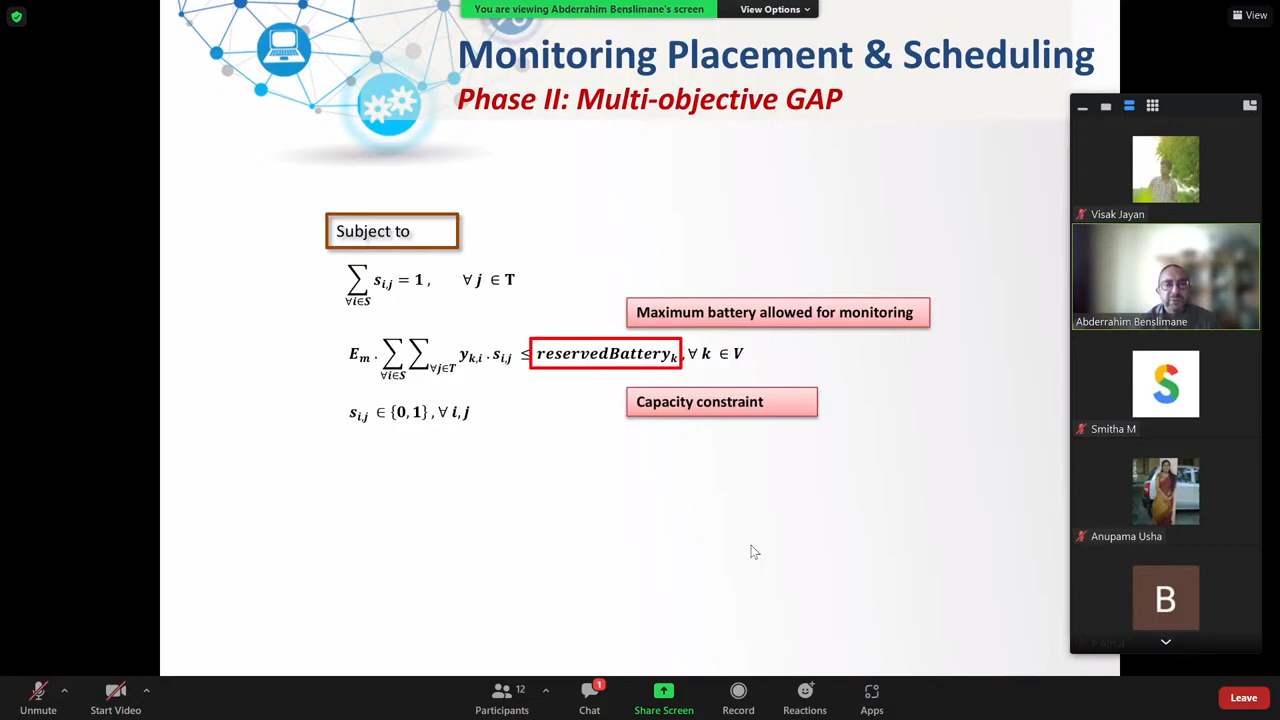 You are viewing Abderrahim Benslimane's screen
View Options
View
Monitoring Placement & Scheduling
Phase II: Multi-objective GAP
Subject to
∑∀i∈S s_{i,j} = 1 , ∀ j ∈ T
Maximum battery allowed for monitoring
E_m . ∑∀i∈S ∑∀j∈T y_{k,i} . s_{i,j} ≤ reservedBattery_k , ∀ k ∈ V
Capacity constraint
s_{i,j} ∈ {0,1} , ∀ i,j
Visak Jayan
Abderrahim Benslimane
Smitha M
Anupama Usha
B
Unmute
Start Video
12
Participants
1
Chat
Share Screen
Record
Reactions
Apps
Leave